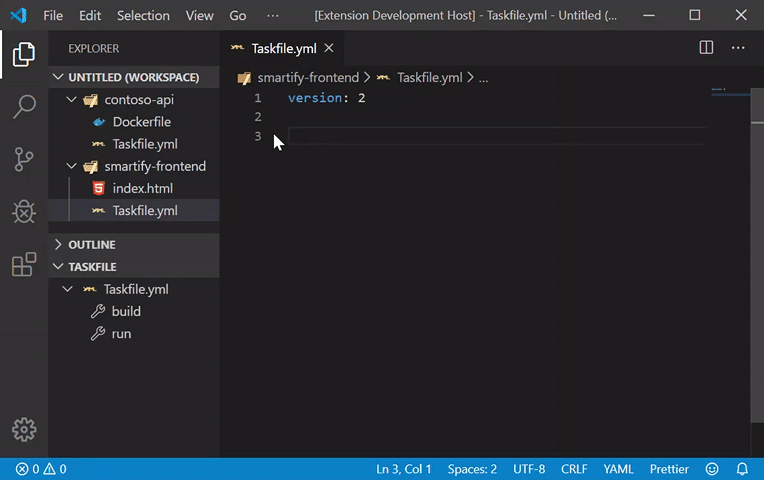 File Edit Selection View Go ··· [Extension Development Host] - Taskfile.yml - Untitled (...
EXPLORER
UNTITLED (WORKSPACE)
contoso-api
Dockerfile
Taskfile.yml
smartify-frontend
index.html
Taskfile.yml
OUTLINE
TASKFILE
Taskfile.yml
build
run
Taskfile.yml
smartify-frontend > Taskfile.yml > ...
1 version: 2
2
3
0 0 Ln 3, Col 1 Spaces: 2 UTF-8 CRLF YAML Prettier